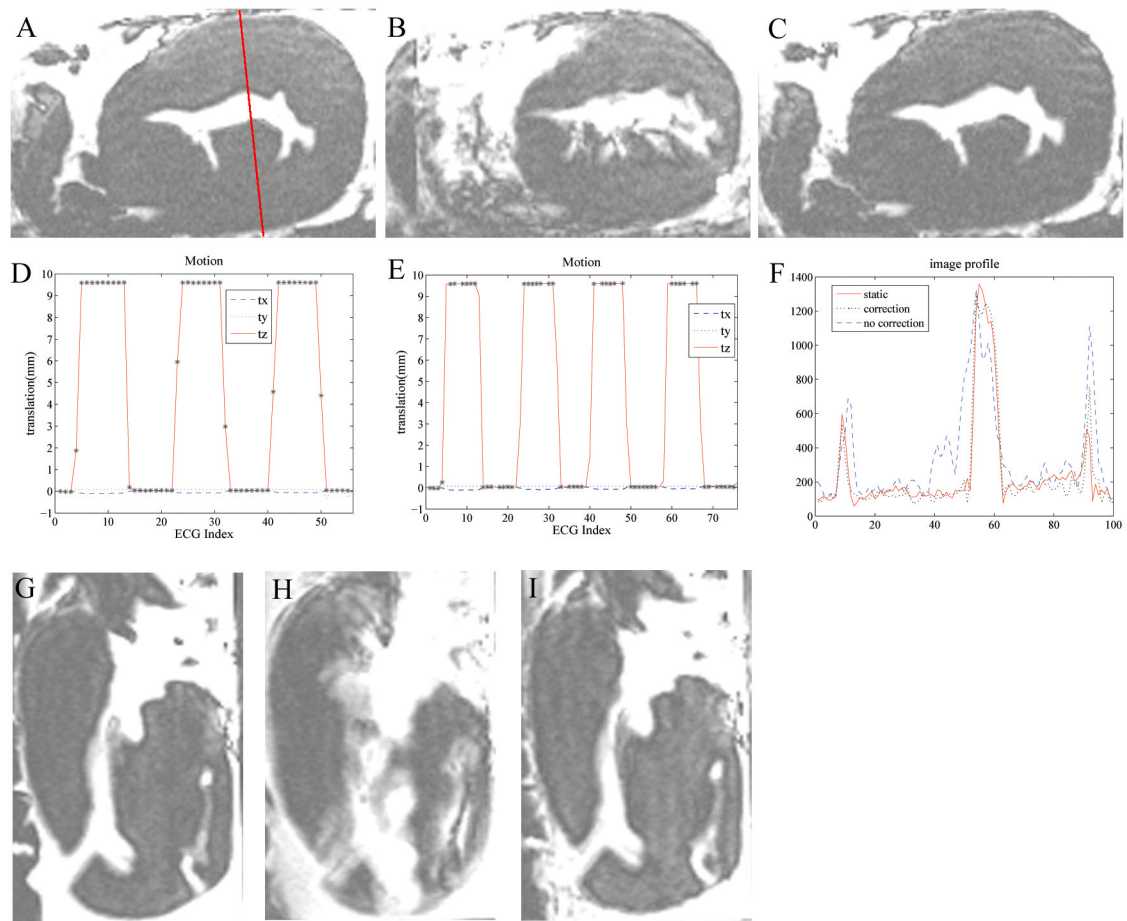 A
B
C
D
Motion
translation(mm)
10
9
8
7
6
5
4
3
2
1
0
−1
0
10
20
30
40
50
ECG Index
tx
ty
tz
E
Motion
10
9
8
7
6
5
4
3
2
1
0
−1
0
10
20
30
40
50
60
70
ECG Index
tx
ty
tz
F
image profile
1400
1200
1000
800
600
400
200
0
0
20
40
60
80
100
static
correction
no correction
G
H
I